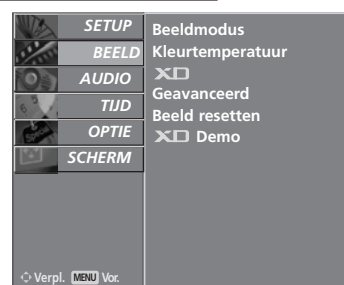 SETUP
BEELD
AUDIO
TIJD
OPTIE
SCHERM
Beeldmodus
Kleurtemperatuur
XD
Geavanceerd
Beeld resetten
XD Demo
Verpl. MENU Vor.